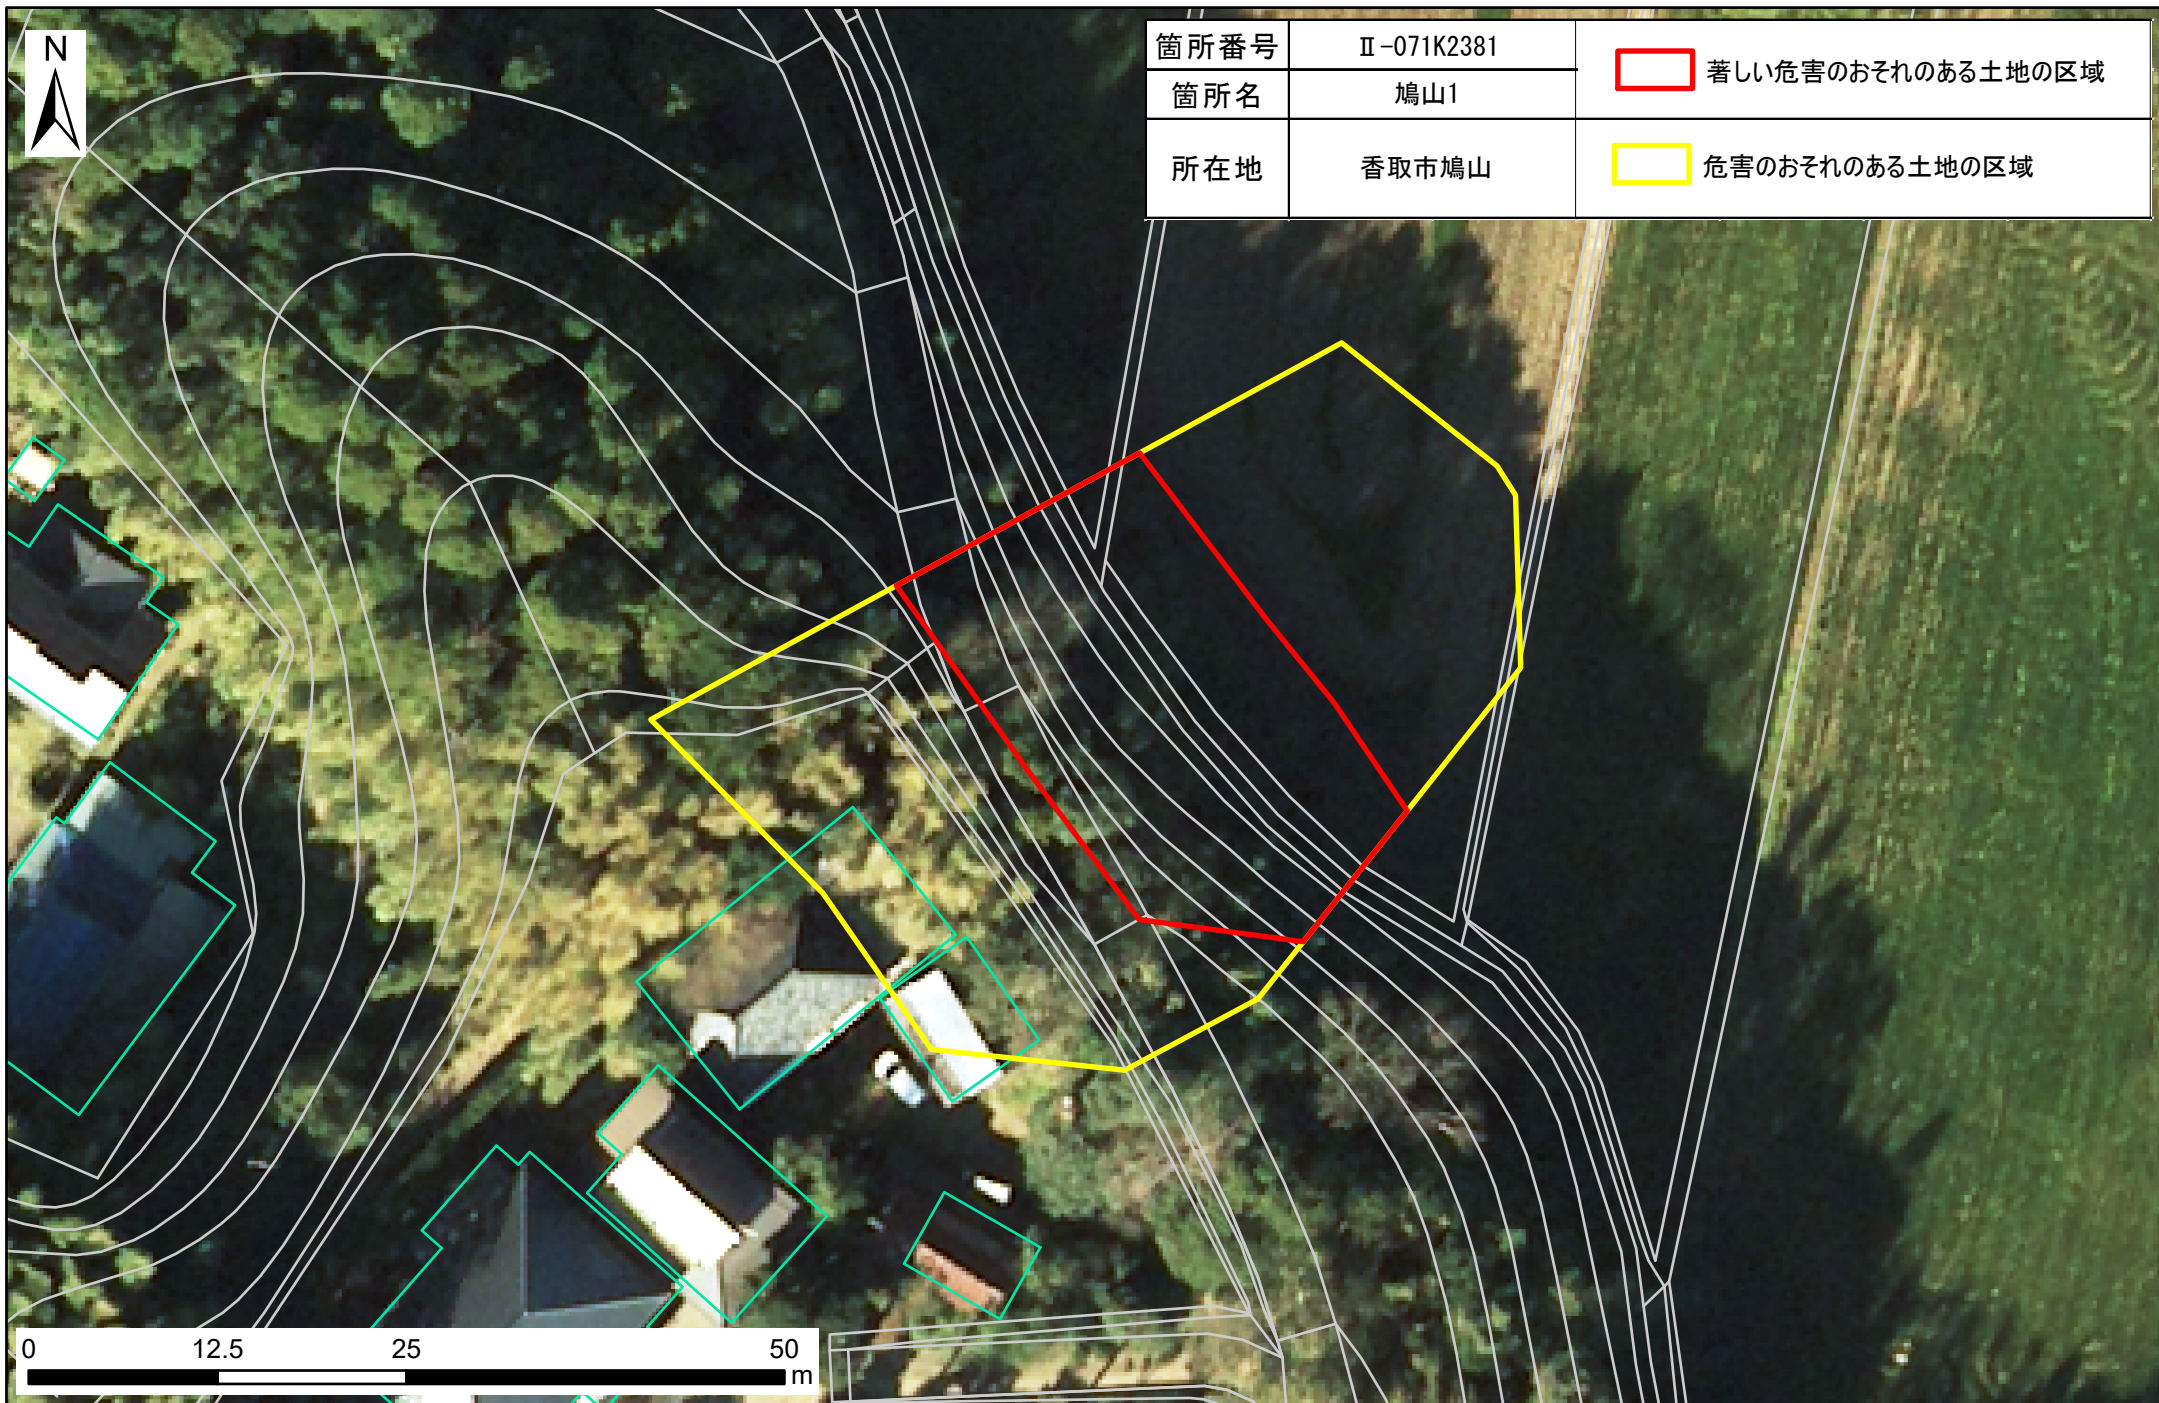 N
箇所番号 Ⅱ-071K2381
箇所名 鳩山1
所在地 香取市鳩山
著しい危害のおそれのある土地の区域
危害のおそれのある土地の区域
0 12.5 25 50
m